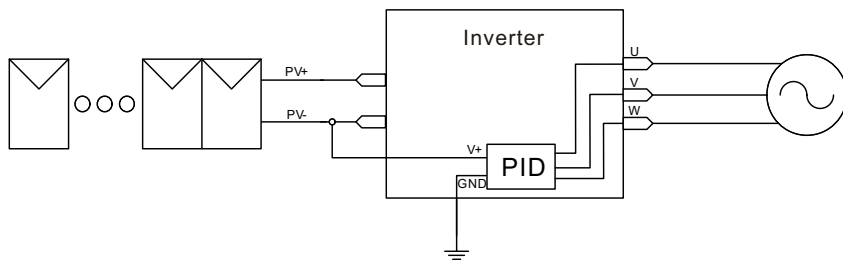 Inverter
U
PV+
V
PV-
W
V+
PID
GND